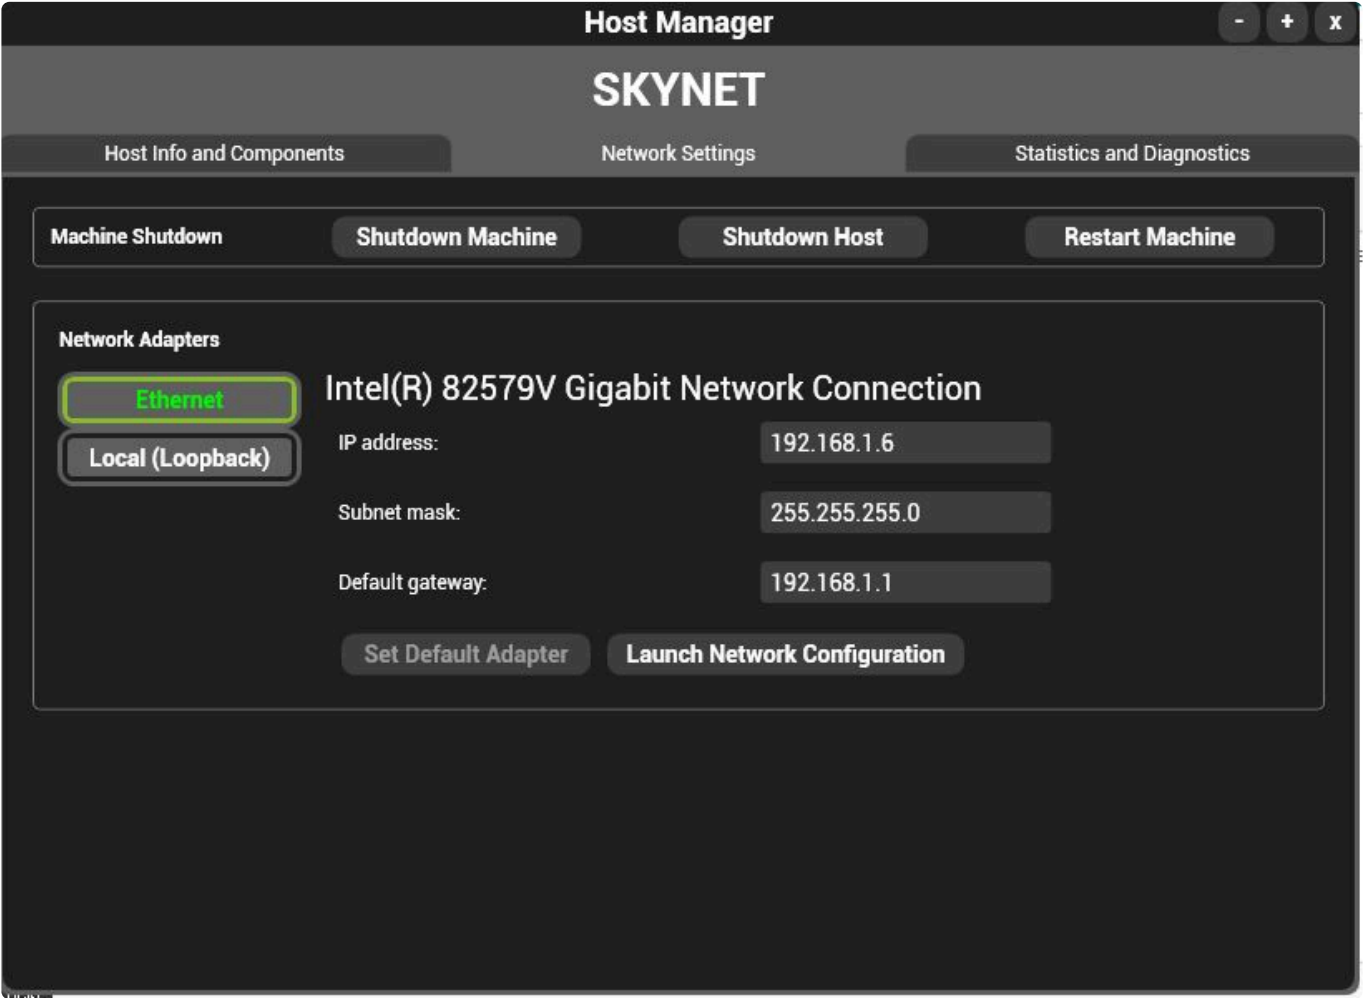 Host Manager
- + x
SKYNET
Host Info and Components Network Settings Statistics and Diagnostics
Machine Shutdown Shutdown Machine Shutdown Host Restart Machine
Network Adapters
Ethernet
Local (Loopback)
Intel(R) 82579V Gigabit Network Connection
IP address: 192.168.1.6
Subnet mask: 255.255.255.0
Default gateway: 192.168.1.1
Set Default Adapter Launch Network Configuration